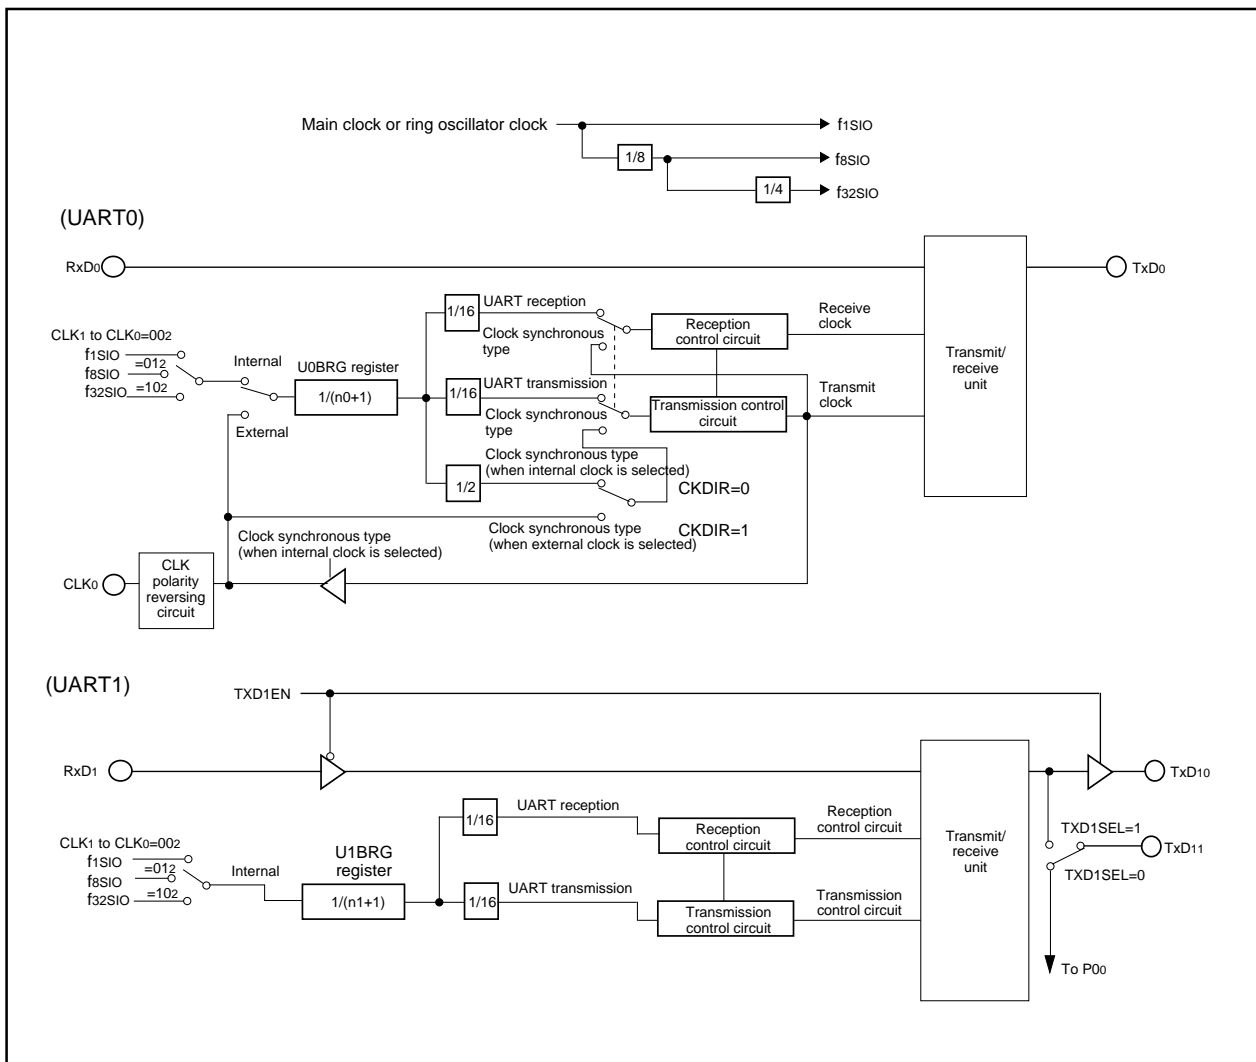 Main clock or ring oscillator clock
f1SIO
1/8
f8SIO
1/4
f32SIO
(UART0)
RxD0
TxD0
1/16
UART reception
Clock synchronous
type
Reception
control circuit
Receive
clock
Transmit/
receive
unit
CLK1 to CLK0=002
f1SIO
=012
f8SIO
=102
f32SIO
Internal
External
U0BRG register
1/(n0+1)
1/16
UART transmission
Clock synchronous
type
Transmission control
circuit
Transmit
clock
Clock synchronous type
(when internal clock is selected)
1/2
CKDIR=0
CKDIR=1
Clock synchronous type
(when external clock is selected)
Clock synchronous type
(when internal clock is selected)
CLK0
CLK
polarity
reversing
circuit
(UART1)
TXD1EN
RxD1
TxD10
1/16
UART reception
Reception
control circuit
Reception
control circuit
Transmit/
receive
unit
TXD1SEL=1
TxD11
TXD1SEL=0
CLK1 to CLK0=002
f1SIO
=012
f8SIO
=102
f32SIO
Internal
U1BRG
register
1/(n1+1)
1/16
UART transmission
Transmission
control circuit
Transmission
control circuit
To P00